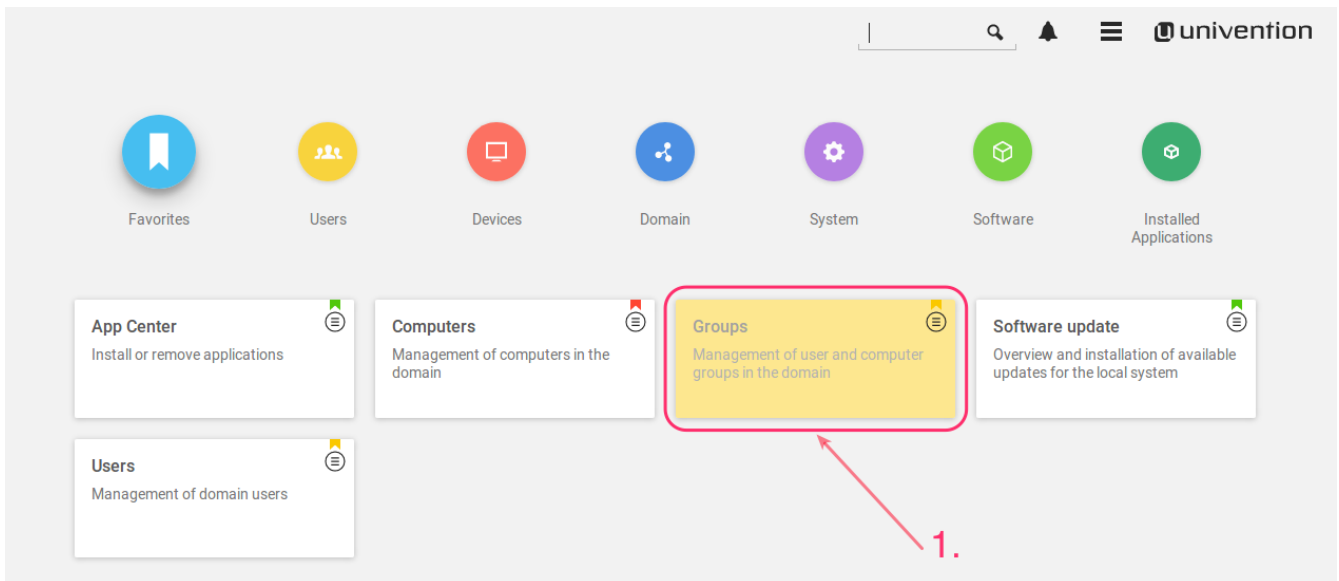 univention
Favorites
Users
Devices
Domain
System
Software
Installed
Applications
App Center
Install or remove applications
Computers
Management of computers in the
domain
Groups
Management of user and computer
groups in the domain
Software update
Overview and installation of available
updates for the local system
Users
Management of domain users
1.